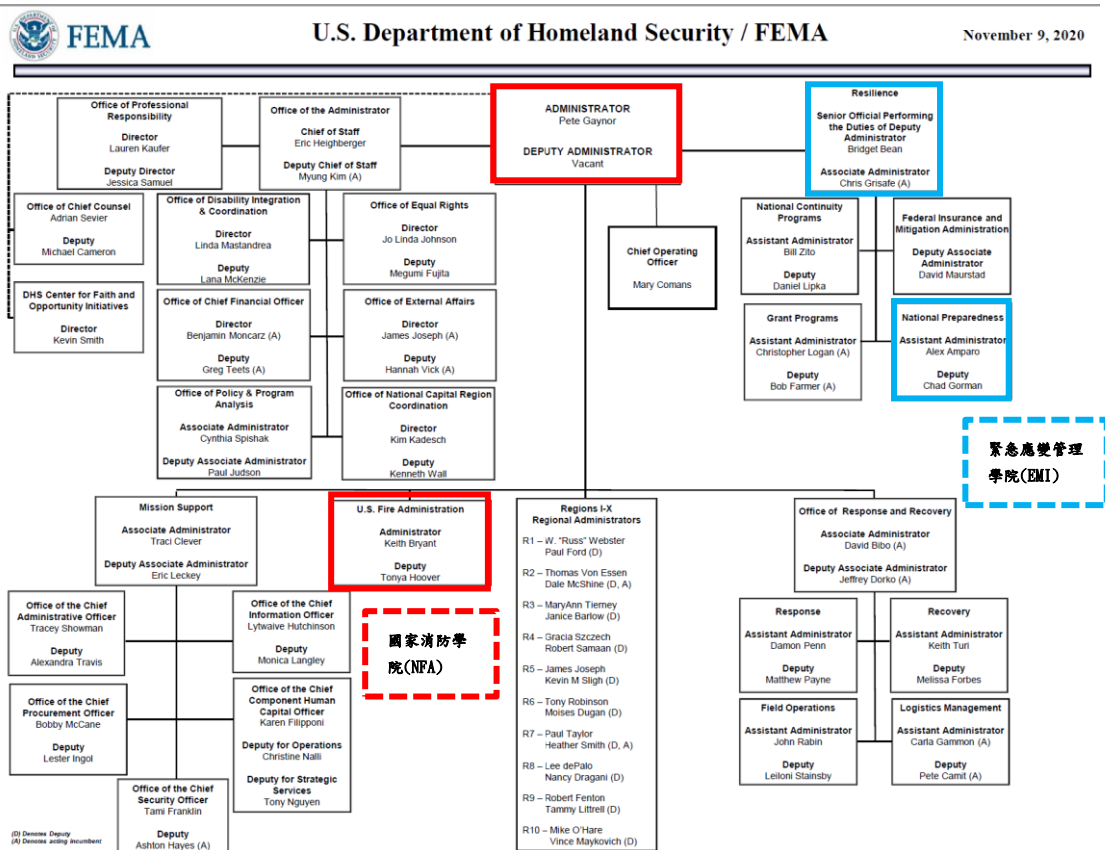 FEMA
U.S. Department of Homeland Security / FEMA
November 9, 2020
Office of Professional
Responsibility
Director
Lauren Kaufer
Deputy Director
Jessica Samuel
Office of the Administrator
Chief of Staff
Eric Heighberger
Deputy Chief of Staff
Myung Kim (A)
ADMINISTRATOR
Pete Gaynor
DEPUTY ADMINISTRATOR
Vacant
Resilience
Senior Official Performing
the Duties of Deputy
Administrator
Bridget Bean
Associate Administrator
Chris Grisafe (A)
Office of Chief Counsel
Adrian Sevier
Deputy
Michael Cameron
Office of Disability Integration
& Coordination
Director
Linda Mastandrea
Deputy
Lana McKenzie
Office of Equal Rights
Director
Jo Linda Johnson
Deputy
Megumi Fujita
Chief Operating
Officer
Mary Comans
National Continuity
Programs
Assistant Administrator
Bill Zito
Deputy
Daniel Lipka
Federal Insurance and
Mitigation Administration
Deputy Associate
Administrator
David Maurstad
DHS Center for Faith and
Opportunity Initiatives
Director
Kevin Smith
Office of Chief Financial Officer
Director
Benjamin Moncarz (A)
Deputy
Greg Teets (A)
Office of External Affairs
Director
James Joseph (A)
Deputy
Hannah Vick (A)
Grant Programs
Assistant Administrator
Christopher Logan (A)
Deputy
Bob Farmer (A)
National Preparedness
Assistant Administrator
Alex Amparo
Deputy
Chad Gorman
Office of Policy & Program
Analysis
Associate Administrator
Cynthia Spishak
Deputy Associate Administrator
Paul Judson
Office of National Capital Region
Coordination
Director
Kim Kadesch
Deputy
Kenneth Wall
緊急應變管理
學院(EMI)
Mission Support
Associate Administrator
Traci Clever
Deputy Associate Administrator
Eric Leckey
U.S. Fire Administration
Administrator
Keith Bryant
Deputy
Tonya Hoover
Regions I-X
Regional Administrators
R1 – W. "Russ" Webster
Paul Ford (D)
R2 – Thomas Von Essen
Dale McShine (D, A)
R3 – MaryAnn Tierney
Janice Barlow (D)
R4 – Gracia Szczech
Robert Samaan (D)
R5 – James Joseph
Kevin M Sligh (D)
R6 – Tony Robinson
Moises Dugan (D)
R7 – Paul Taylor
Heather Smith (D, A)
R8 – Lee dePalo
Nancy Dragani (D)
R9 – Robert Fenton
Tammy Littrell (D)
R10 – Mike O'Hare
Vince Maykovich (D)
Office of Response and Recovery
Associate Administrator
David Bibo (A)
Deputy Associate Administrator
Jeffrey Dorko (A)
Office of the Chief
Administrative Officer
Tracey Showman
Deputy
Alexandra Travis
Office of the Chief
Information Officer
Lytwaive Hutchinson
Deputy
Monica Langley
國家消防學
院(NFA)
Response
Assistant Administrator
Damon Penn
Deputy
Matthew Payne
Recovery
Assistant Administrator
Keith Turi
Deputy
Melissa Forbes
Office of the Chief
Procurement Officer
Bobby McCane
Deputy
Lester Ingol
Office of the Chief
Component Human
Capital Officer
Karen Filipponi
Deputy for Operations
Christine Nalli
Deputy for Strategic
Services
Tony Nguyen
Field Operations
Assistant Administrator
John Rabin
Deputy
Leiloni Stainsby
Logistics Management
Assistant Administrator
Carla Gammon (A)
Deputy
Pete Camit (A)
Office of the Chief
Security Officer
Tami Franklin
Deputy
Ashton Hayes (A)
(D) Denotes Deputy
(A) Denotes acting incumbent